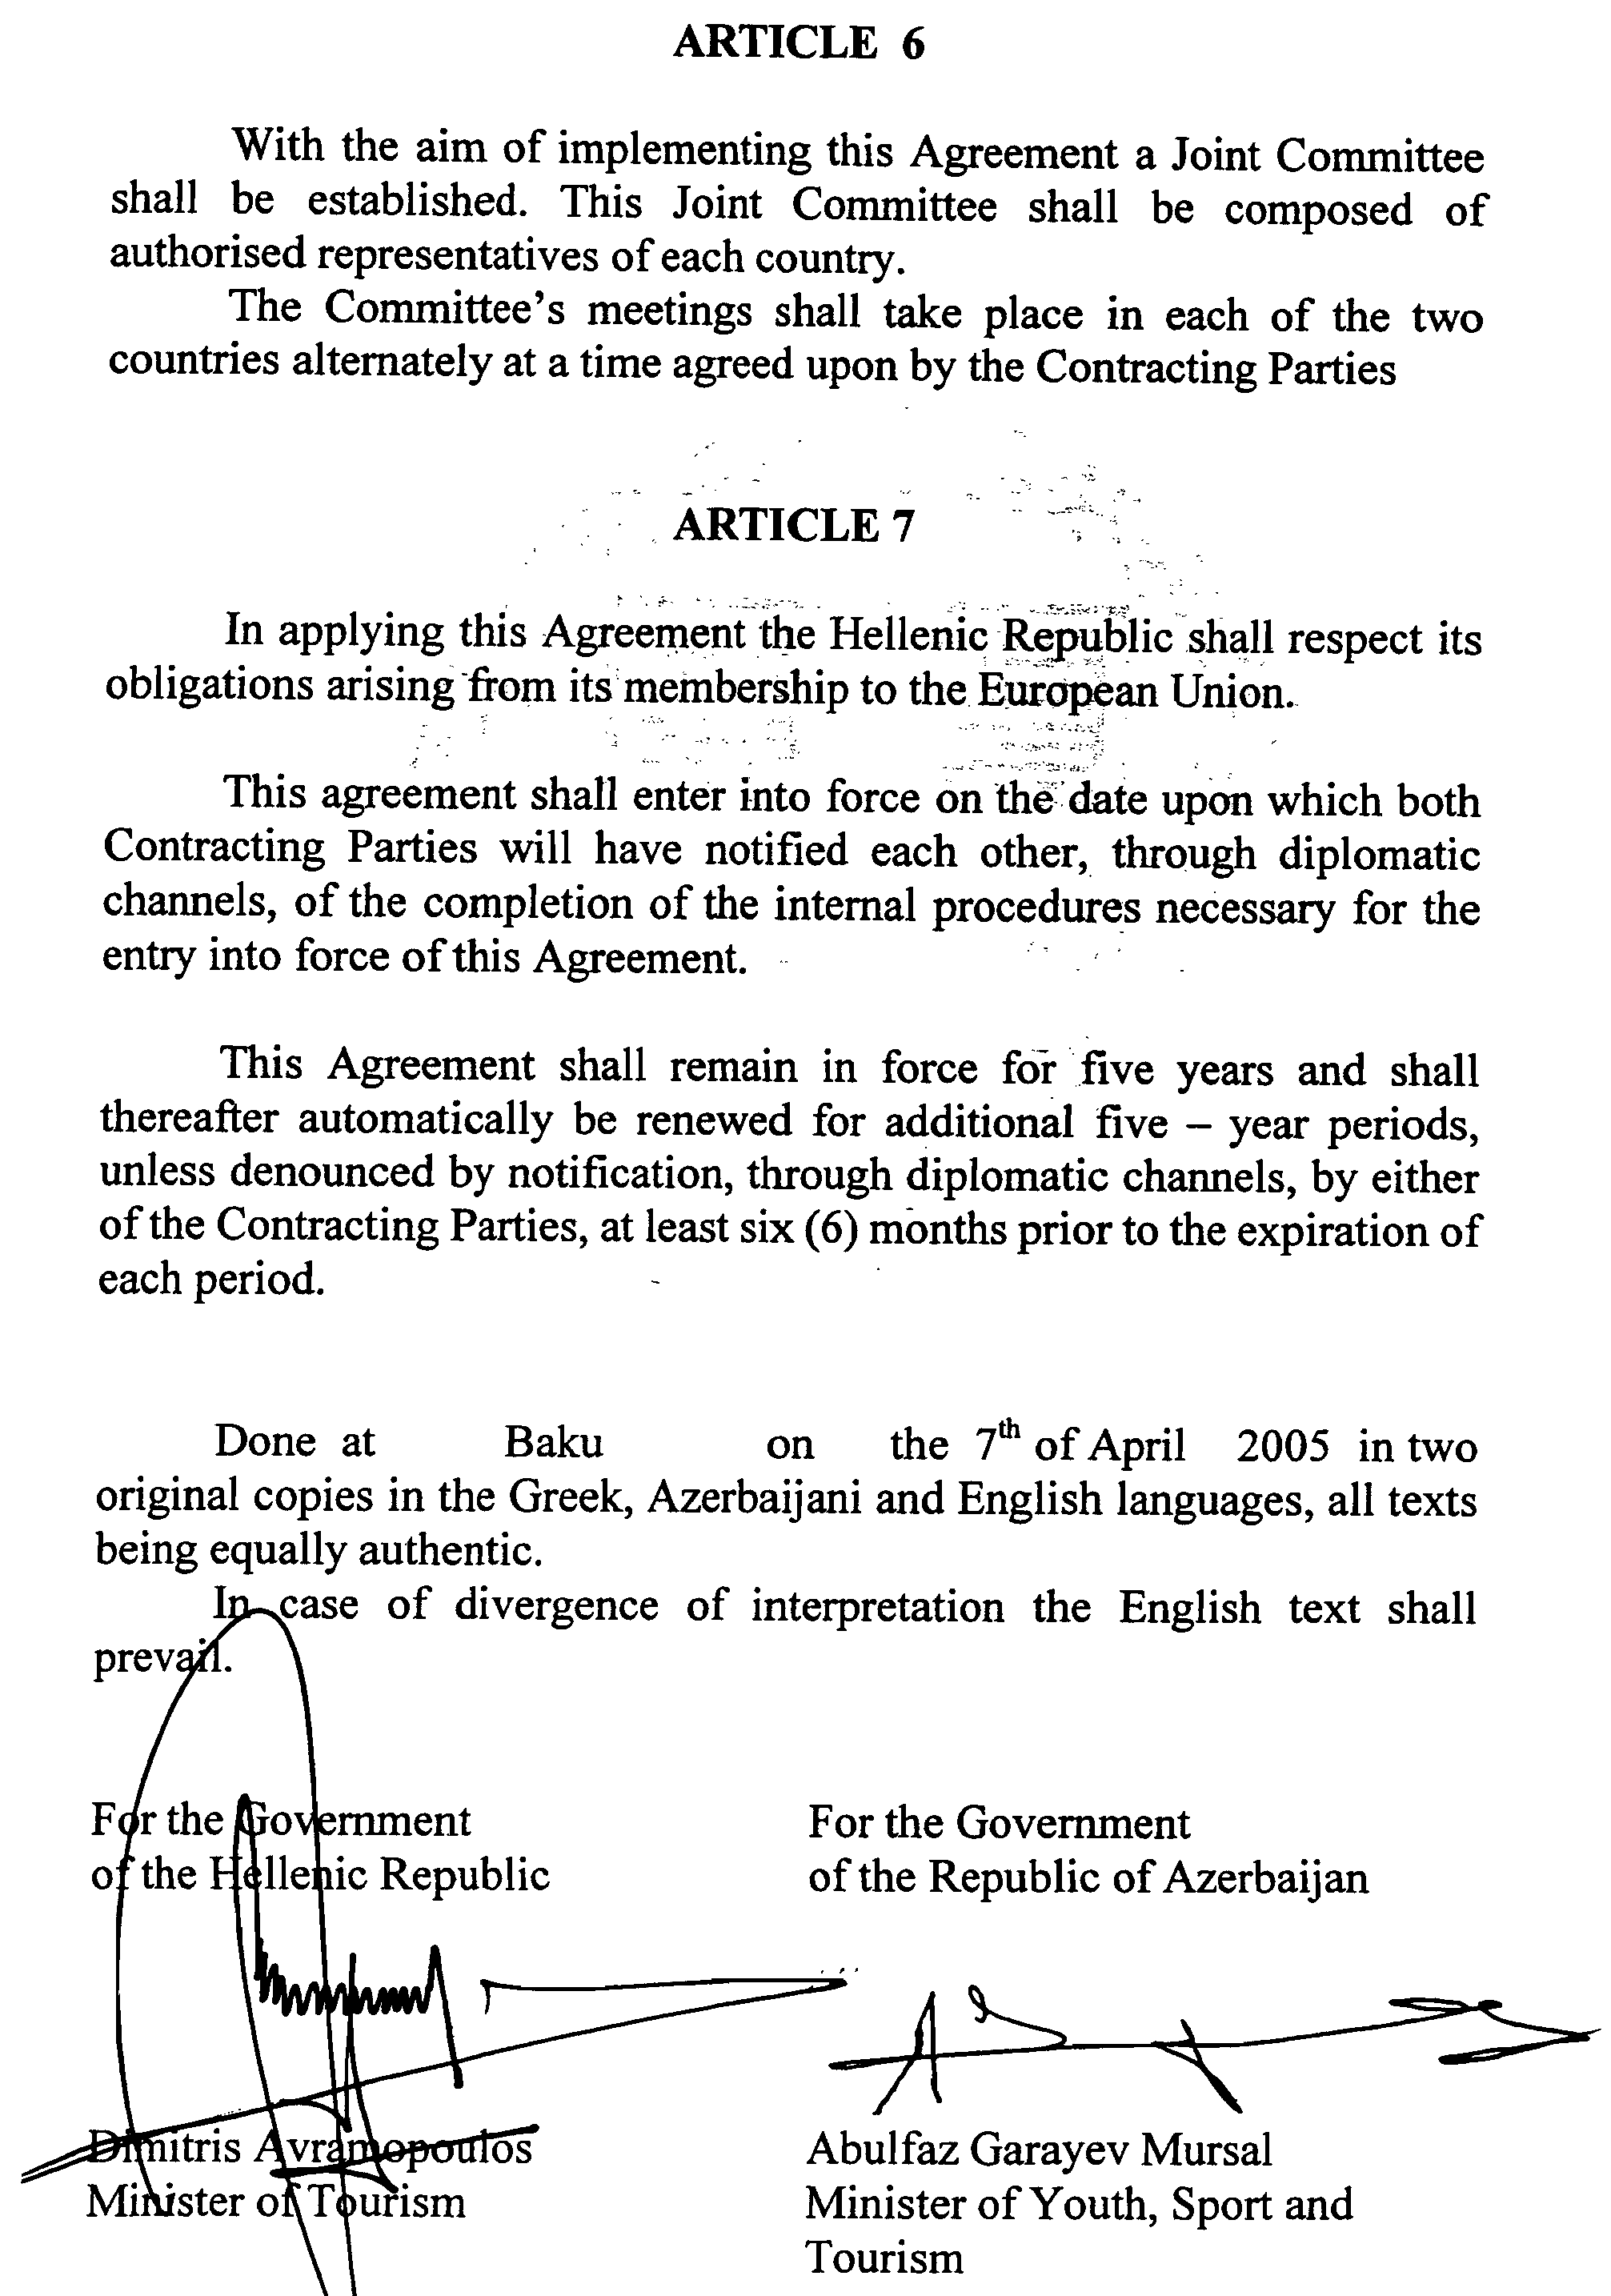 ARTICLE 6
With the aim of implementing this Agreement a Joint Committee
shall be established. This Joint Committee shall be composed of
authorised representatives of each country.
The Committee's meetings shall take place in each of the two
countries alternately at a time agreed upon by the Contracting Parties
ARTICLE 7
In applying this Agreement the Hellenic Republic shall respect its
obligations arising from its membership to the European Union.
This agreement shall enter into force on the date upon which both
Contracting Parties will have notified each other, through diplomatic
channels, of the completion of the internal procedures necessary for the
entry into force of this Agreement.
This Agreement shall remain in force for five years and shall
thereafter automatically be renewed for additional five – year periods,
unless denounced by notification, through diplomatic channels, by either
of the Contracting Parties, at least six (6) months prior to the expiration of
each period.
Done at Baku on the 7th of April 2005 in two
original copies in the Greek, Azerbaijani and English languages, all texts
being equally authentic.
In case of divergence of interpretation the English text shall
prevail.
For the Government
of the Hellenic Republic
Dimitris Avramopoulos
Minister of Tourism
For the Government
of the Republic of Azerbaijan
Abulfaz Garayev Mursal
Minister of Youth, Sport and
Tourism